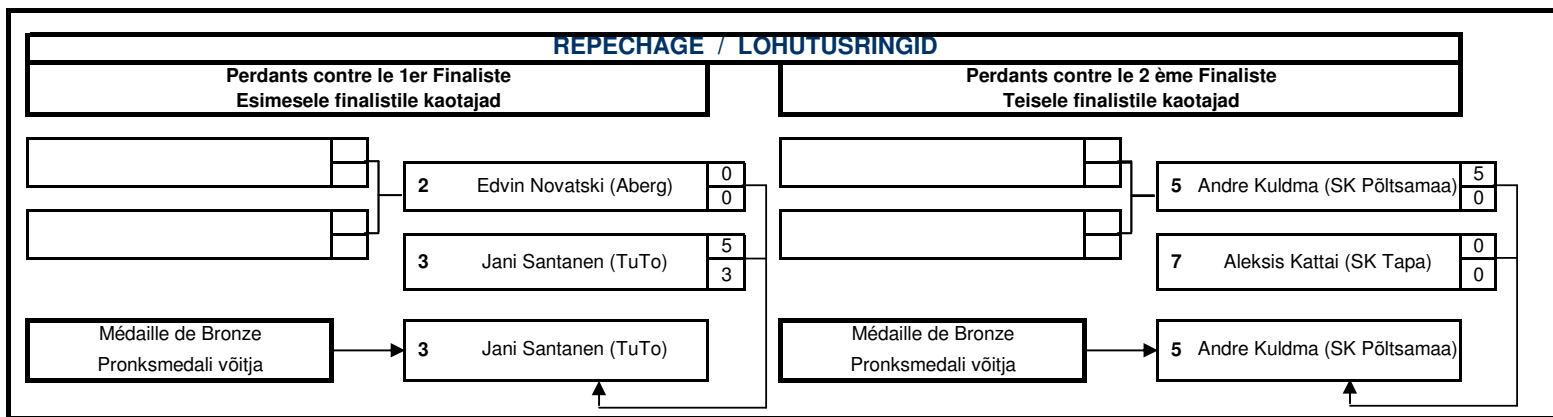 REPECHAGE / LOHUTUSRINGID
Perdants contre le 1er Finaliste
Esimesele finalistile kaotajad
Perdants contre le 2 ème Finaliste
Teisele finalistile kaotajad
2 Edvin Novatski (Aberg) 0
0
3 Jani Santanen (TuTo) 5
3
Médaille de Bronze
Pronksmedali võitja
3 Jani Santanen (TuTo)
5 Andre Kuldma (SK Põltsamaa) 5
0
7 Aleksis Kattai (SK Tapa) 0
0
Médaille de Bronze
Pronksmedali võitja
5 Andre Kuldma (SK Põltsamaa)